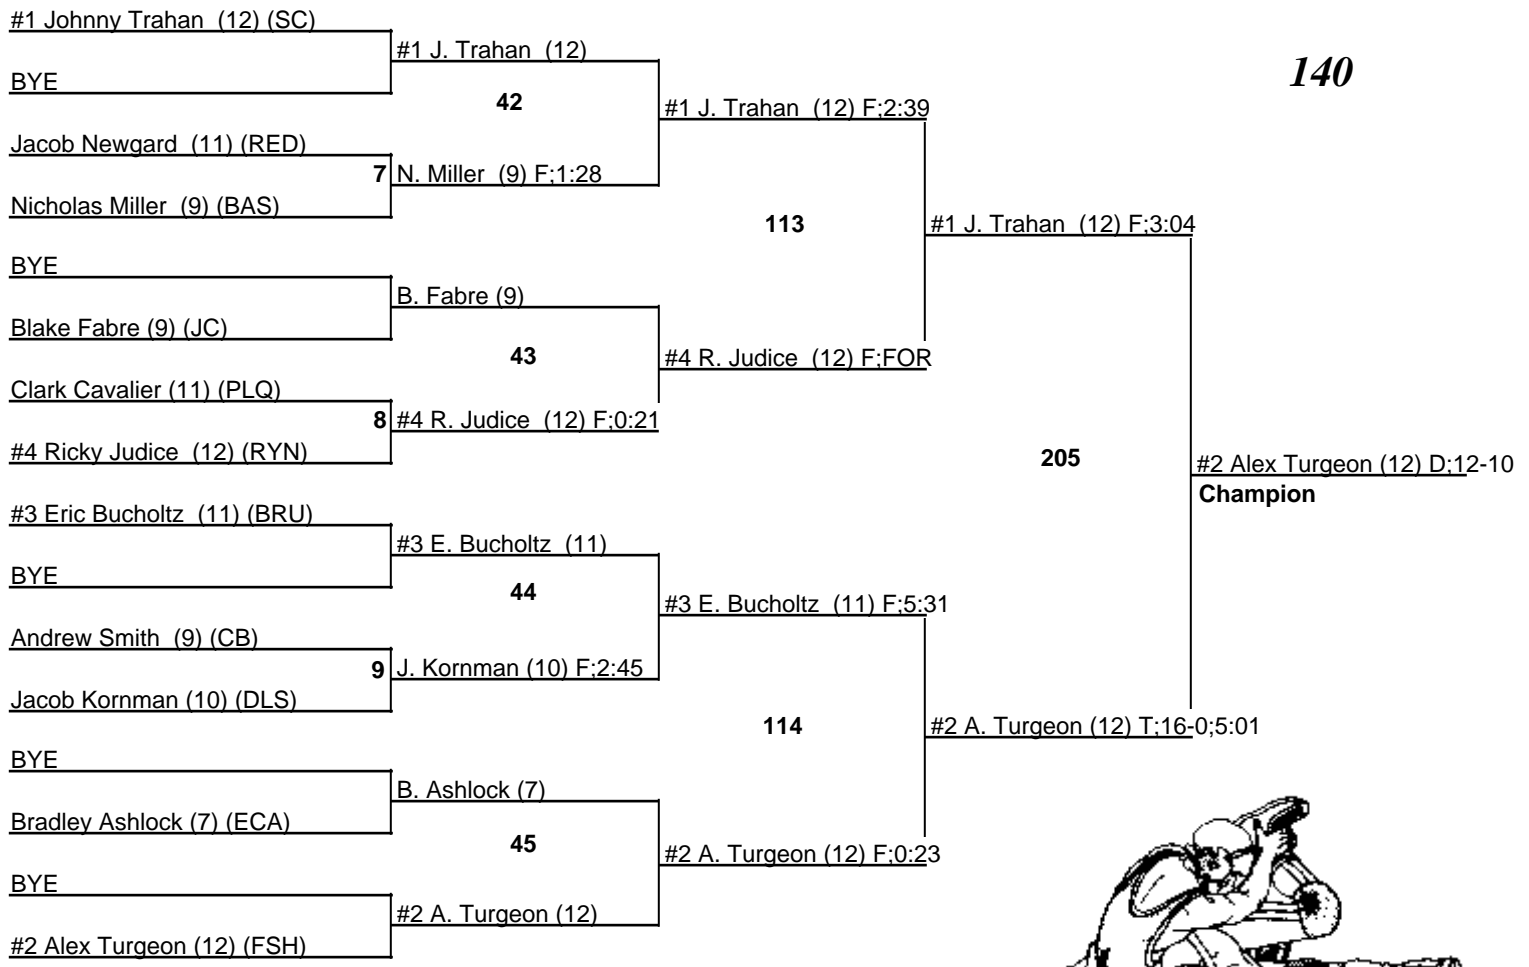 #1 Johnny Trahan (12) (SC)
BYE
Jacob Newgard (11) (RED)
Nicholas Miller (9) (BAS)
BYE
Blake Fabre (9) (JC)
Clark Cavalier (11) (PLQ)
#4 Ricky Judice (12) (RYN)
#3 Eric Bucholtz (11) (BRU)
BYE
Andrew Smith (9) (CB)
Jacob Kornman (10) (DLS)
BYE
Bradley Ashlock (7) (ECA)
BYE
#2 Alex Turgeon (12) (FSH)
#1 J. Trahan (12)
42
7 N. Miller (9) F;1:28
B. Fabre (9)
43
8 #4 R. Judice (12) F;0:21
#3 E. Bucholtz (11)
44
9 J. Kornman (10) F;2:45
B. Ashlock (7)
45
#2 A. Turgeon (12)
#1 J. Trahan (12) F;2:39
113
#4 R. Judice (12) F;FOR
#3 E. Bucholtz (11) F;5:31
114
#2 A. Turgeon (12) F;0:23
#1 J. Trahan (12) F;3:04
205
#2 A. Turgeon (12) T;16-0;5:01
140
#2 Alex Turgeon (12) D;12-10
Champion